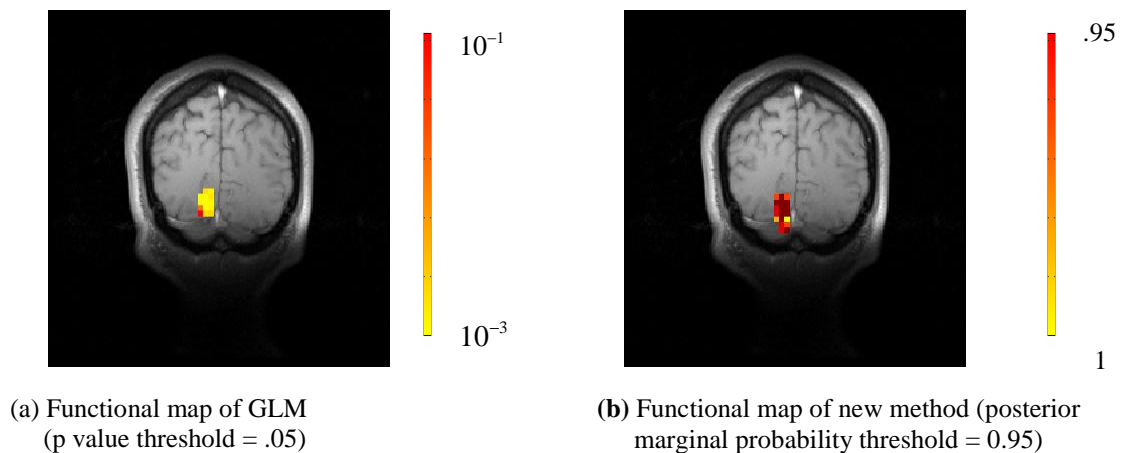 10⁻¹
10⁻³
.95
1
(a) Functional map of GLM
(p value threshold = .05)
(b) Functional map of new method (posterior
marginal probability threshold = 0.95)